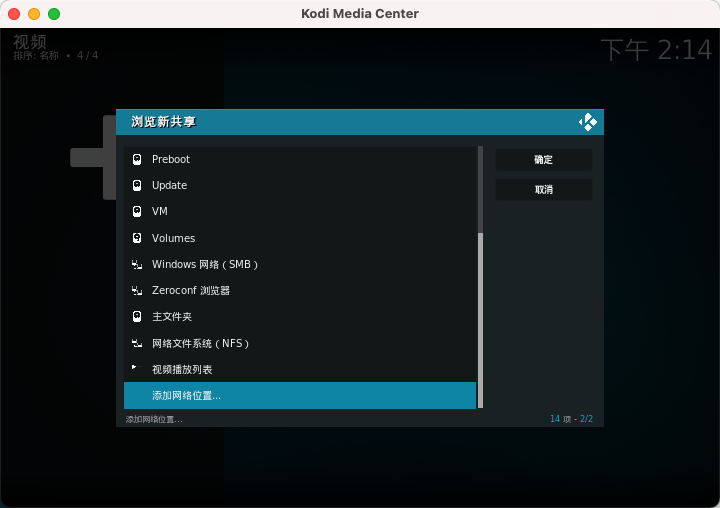 Kodi Media Center
视频
排序: 名称 • 4 / 4
下午 2:14
浏览新共享
Preboot
Update
VM
Volumes
Windows 网络 ( SMB )
Zeroconf 浏览器
主文件夹
网络文件系统 ( NFS )
视频播放列表
添加网络位置...
确定
取消
添加网络位置...
14 项 - 2/2